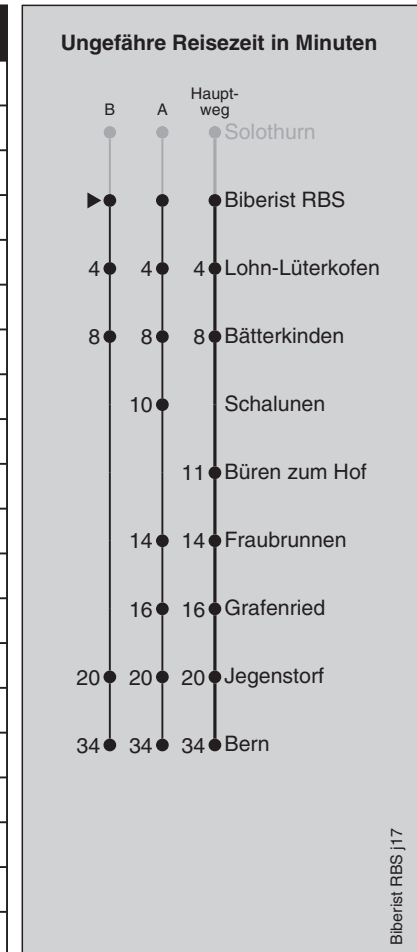 Ungefähre Reisezeit in Minuten
Haupt-
B A weg
Solothurn
Biberist RBS
4 4 4 Lohn-Lüterkofen
8 8 8 Bätterkinden
10 Schalunen
11 Büren zum Hof
14 14 Fraubrunnen
16 16 Grafenried
20 20 20 Jegenstorf
34 34 34 Bern
Biberist RBS j17